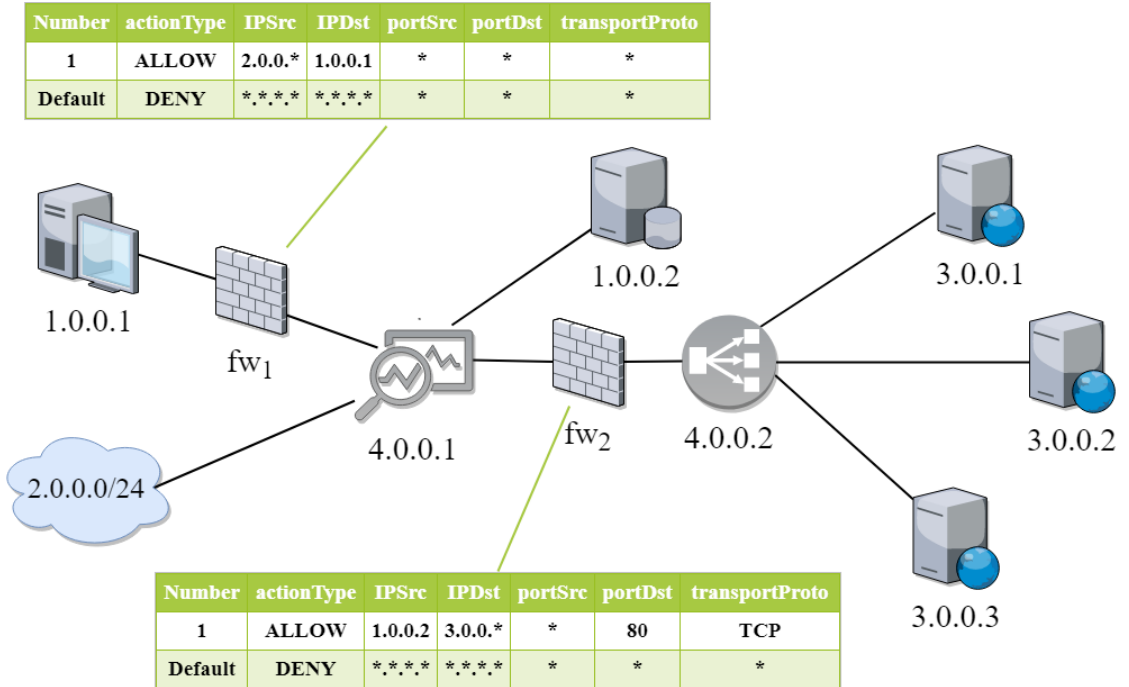 Number actionType IPSrc IPDst portSrc portDst transportProto
1 ALLOW 2.0.0.* 1.0.0.1 * * *
Default DENY *.*.*.* *.*.*.* * * *
1.0.0.1
fw1
1.0.0.2
3.0.0.1
4.0.0.1
fw2
4.0.0.2
3.0.0.2
2.0.0.0/24
3.0.0.3
Number actionType IPSrc IPDst portSrc portDst transportProto
1 ALLOW 1.0.0.2 3.0.0.* * 80 TCP
Default DENY *.*.*.* *.*.*.* * * *